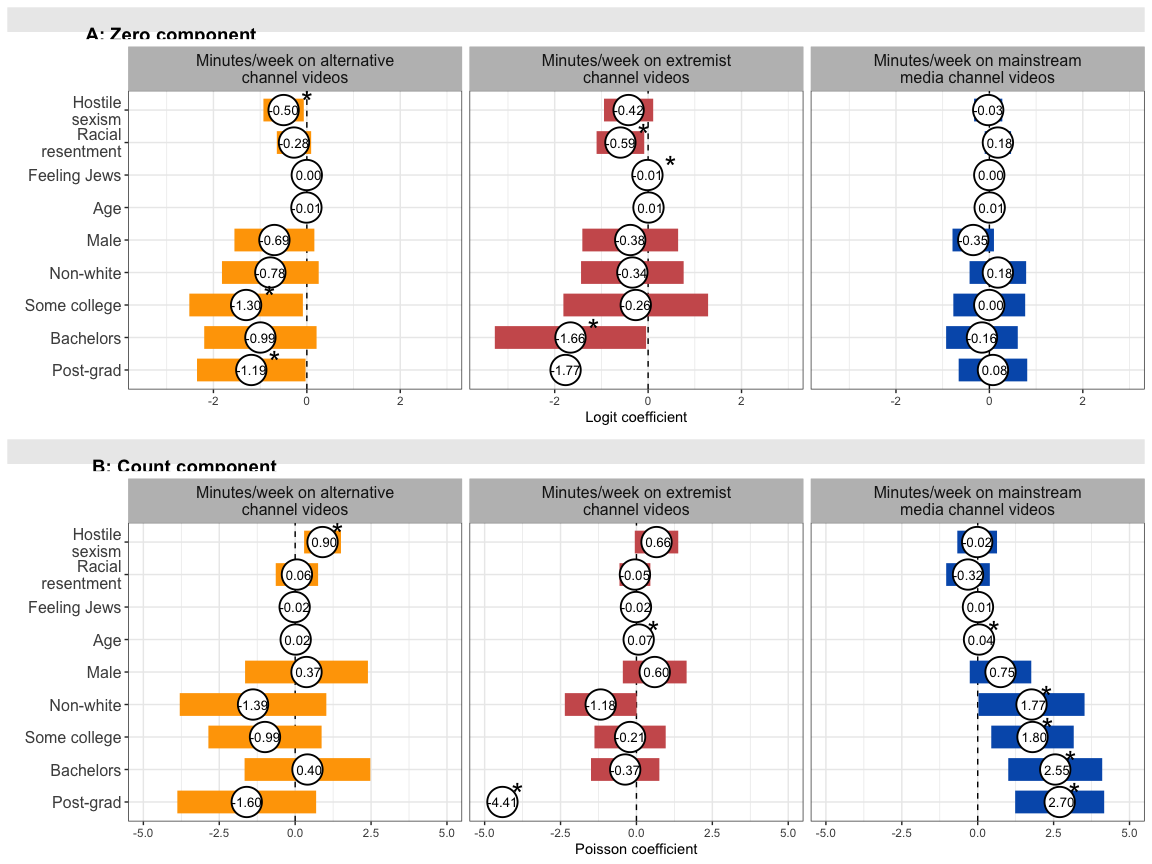 A: Zero component
Minutes/week on alternative
channel videos
Minutes/week on extremist
channel videos
Minutes/week on mainstream
media channel videos
Hostile
sexism
-0.50
*
-0.42
-0.03
Racial
resentment
-0.28
-0.59
*
0.18
Feeling Jews
0.00
-0.01
*
0.00
Age
-0.01
0.01
0.01
Male
-0.69
-0.38
-0.35
Non-white
-0.78
-0.34
0.18
Some college
-1.30
*
-0.26
0.00
Bachelors
-0.99
-1.66
*
-0.16
Post-grad
-1.19
*
-1.77
0.08
-2 0 2
-2 0 2
-2 0 2
Logit coefficient
B: Count component
Minutes/week on alternative
channel videos
Minutes/week on extremist
channel videos
Minutes/week on mainstream
media channel videos
Hostile
sexism
0.90
*
0.66
-0.02
Racial
resentment
0.06
-0.05
-0.32
Feeling Jews
-0.02
-0.02
0.01
Age
0.02
0.07
*
0.04
*
Male
0.37
0.60
0.75
Non-white
-1.39
-1.18
1.77
*
Some college
-0.99
-0.21
1.80
*
Bachelors
0.40
-0.37
2.55
*
Post-grad
-1.60
-4.41
*
2.70
*
-5.0 -2.5 0.0 2.5 5.0
-5.0 -2.5 0.0 2.5 5.0
-5.0 -2.5 0.0 2.5 5.0
Poisson coefficient